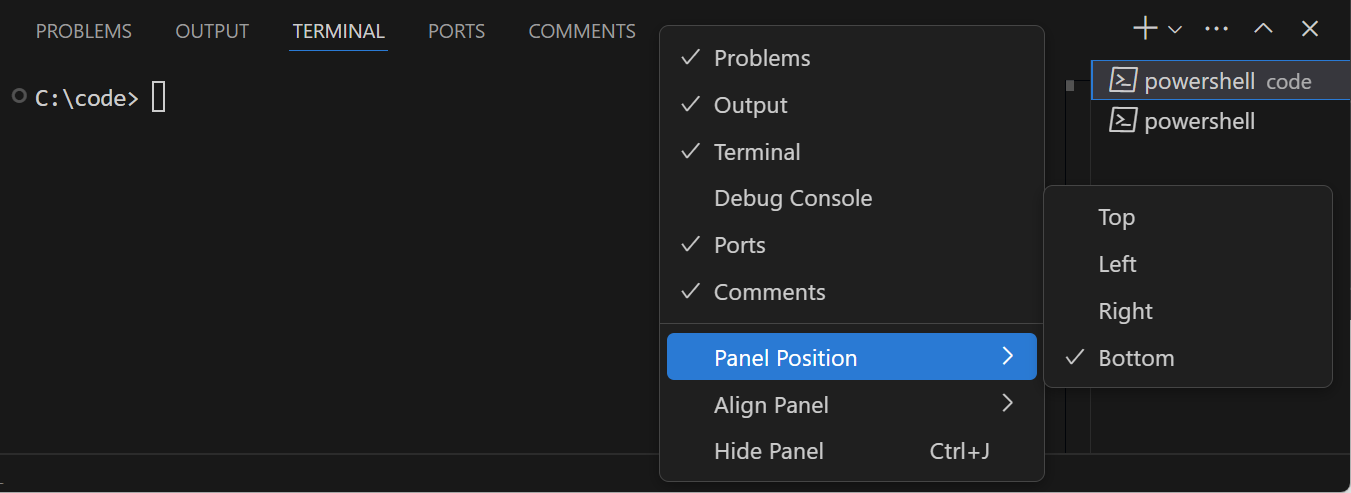 PROBLEMS OUTPUT TERMINAL PORTS COMMENTS
C:\code>
Problems
Output
Terminal
Debug Console
Ports
Comments
Panel Position
Align Panel
Hide Panel Ctrl+J
Top
Left
Right
Bottom
powershell code
powershell